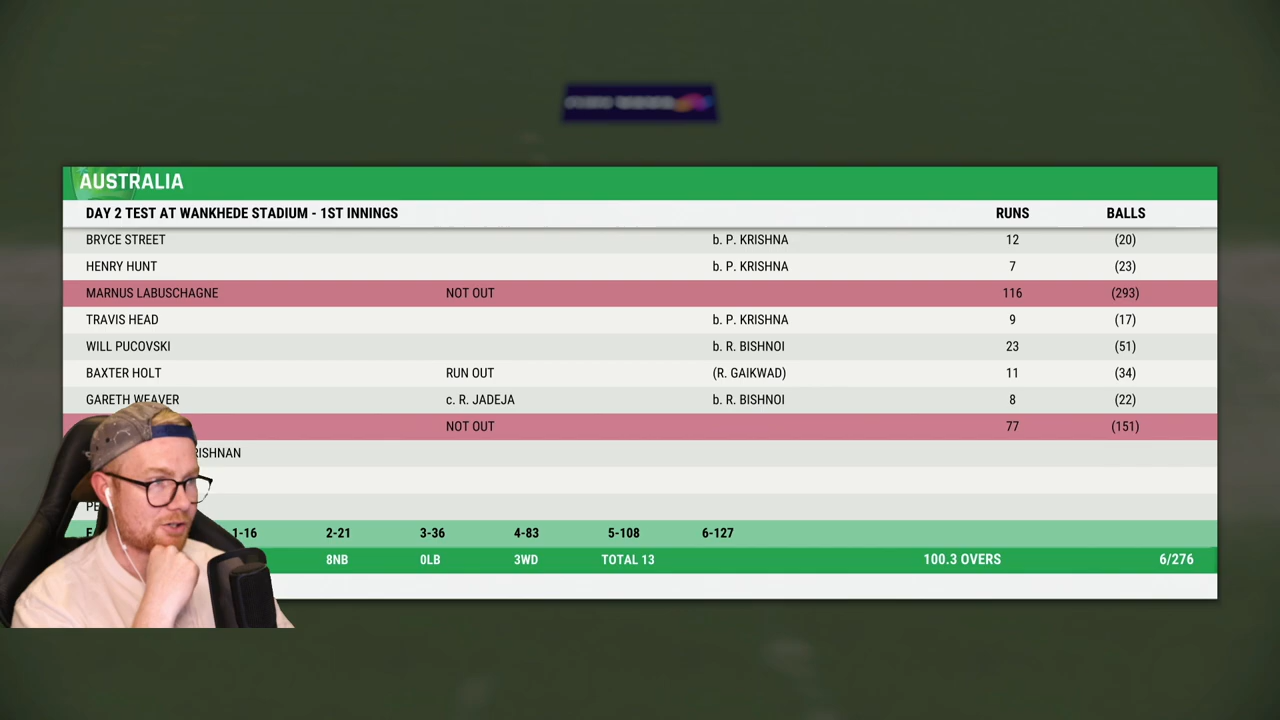 AUSTRALIA
DAY 2 TEST AT WANKHEDE STADIUM - 1ST INNINGS RUNS BALLS
BRYCE STREET b. P. KRISHNA 12 (20)
HENRY HUNT b. P. KRISHNA 7 (23)
MARNUS LABUSCHAGNE NOT OUT 116 (293)
TRAVIS HEAD b. P. KRISHNA 9 (17)
WILL PUCOVSKI b. R. BISHNOI 23 (51)
BAXTER HOLT RUN OUT (R. GAIKWAD) 11 (34)
GARETH WEAVER c. R. JADEJA b. R. BISHNOI 8 (22)
NOT OUT 77 (151)
RISHNAN
PE
1-16 2-21 3-36 4-83 5-108 6-127
8NB 0LB 3WD TOTAL 13 100.3 OVERS 6/276